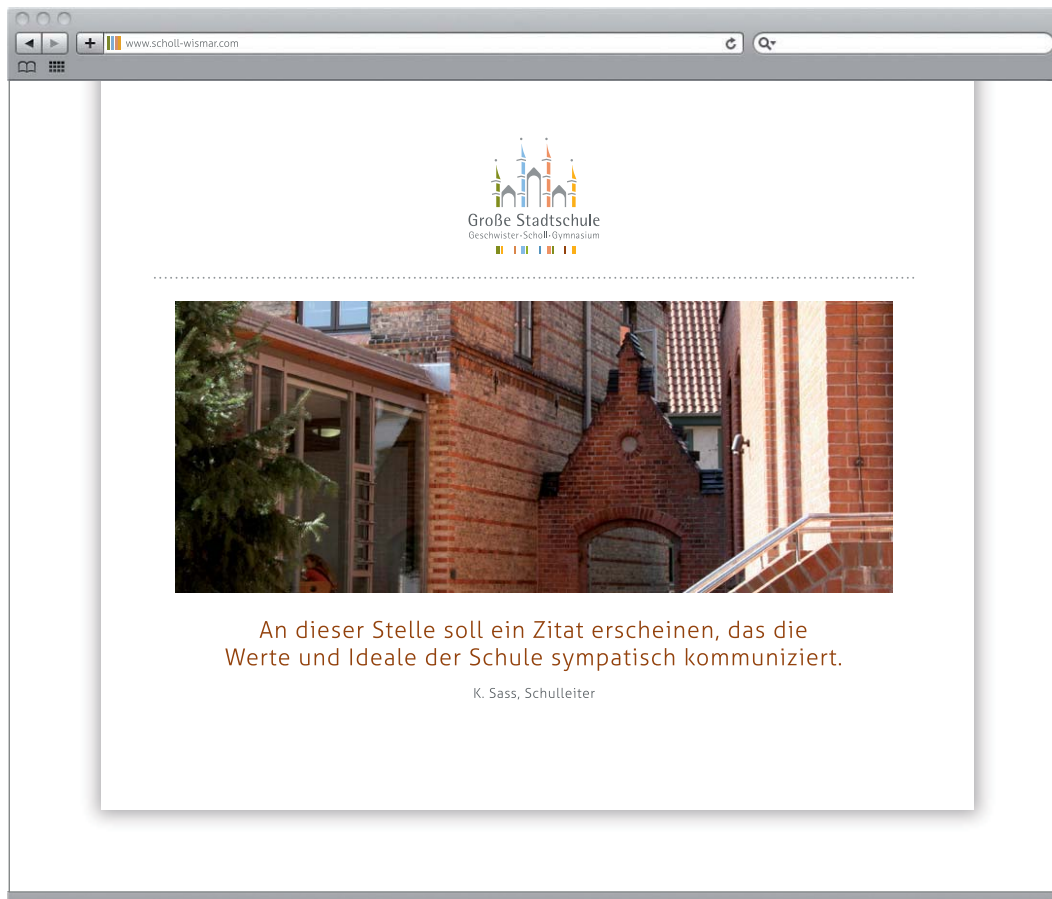 www.scholl-wismar.com
Große Stadtschule
Geschwister-Scholl-Gymnasium
An dieser Stelle soll ein Zitat erscheinen, das die
Werte und Ideale der Schule sympatisch kommuniziert.
K. Sass, Schulleiter